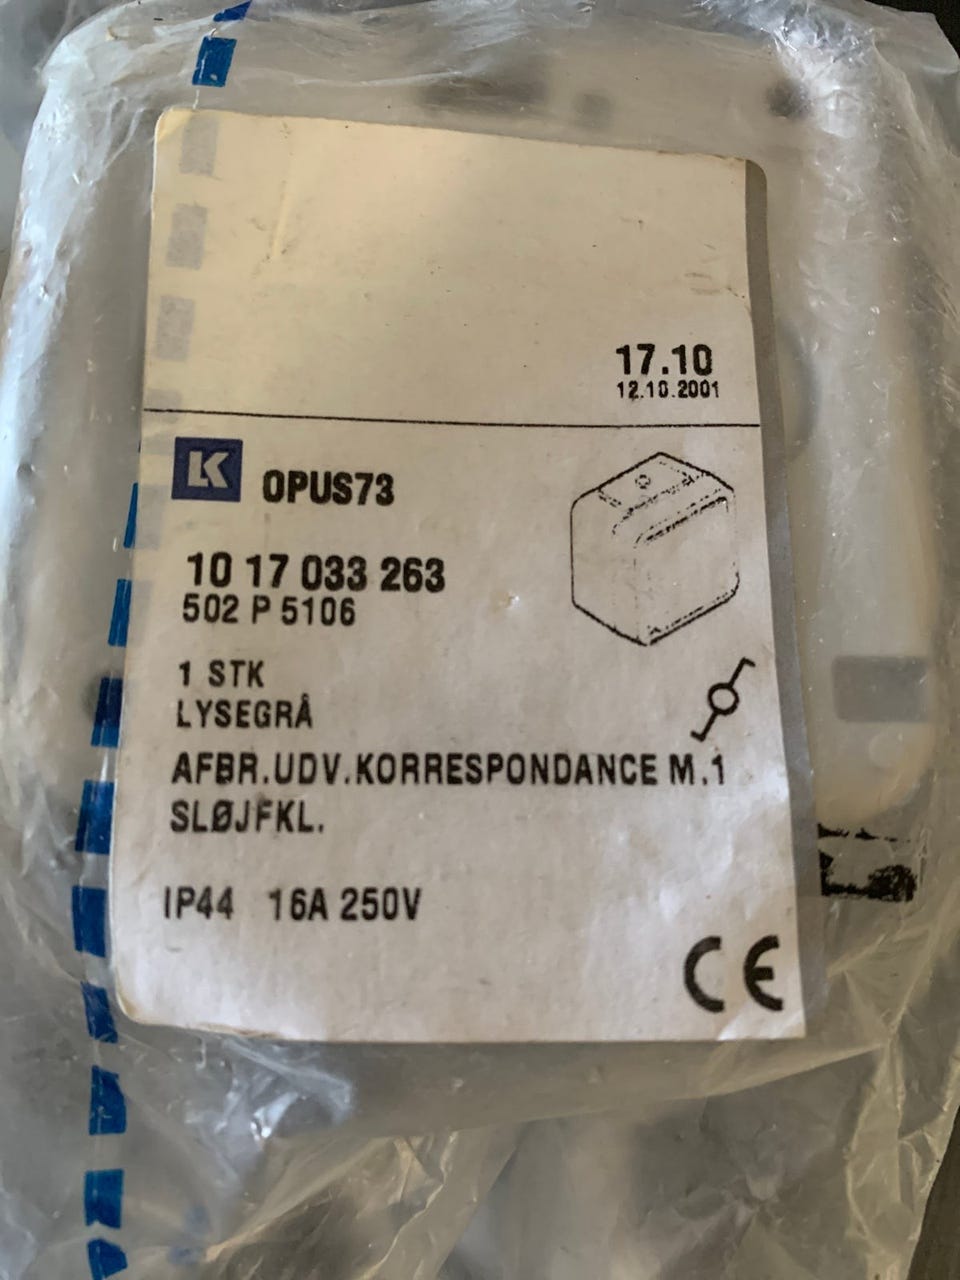 17.10
12.10.2001
LK OPUS73
10 17 033 263
502 P 5106
1 STK
LYSEGRÅ
AFBR.UDV.KORRESPONDANCE M.1
SLØJFKL.
IP44 16A 250V
CE